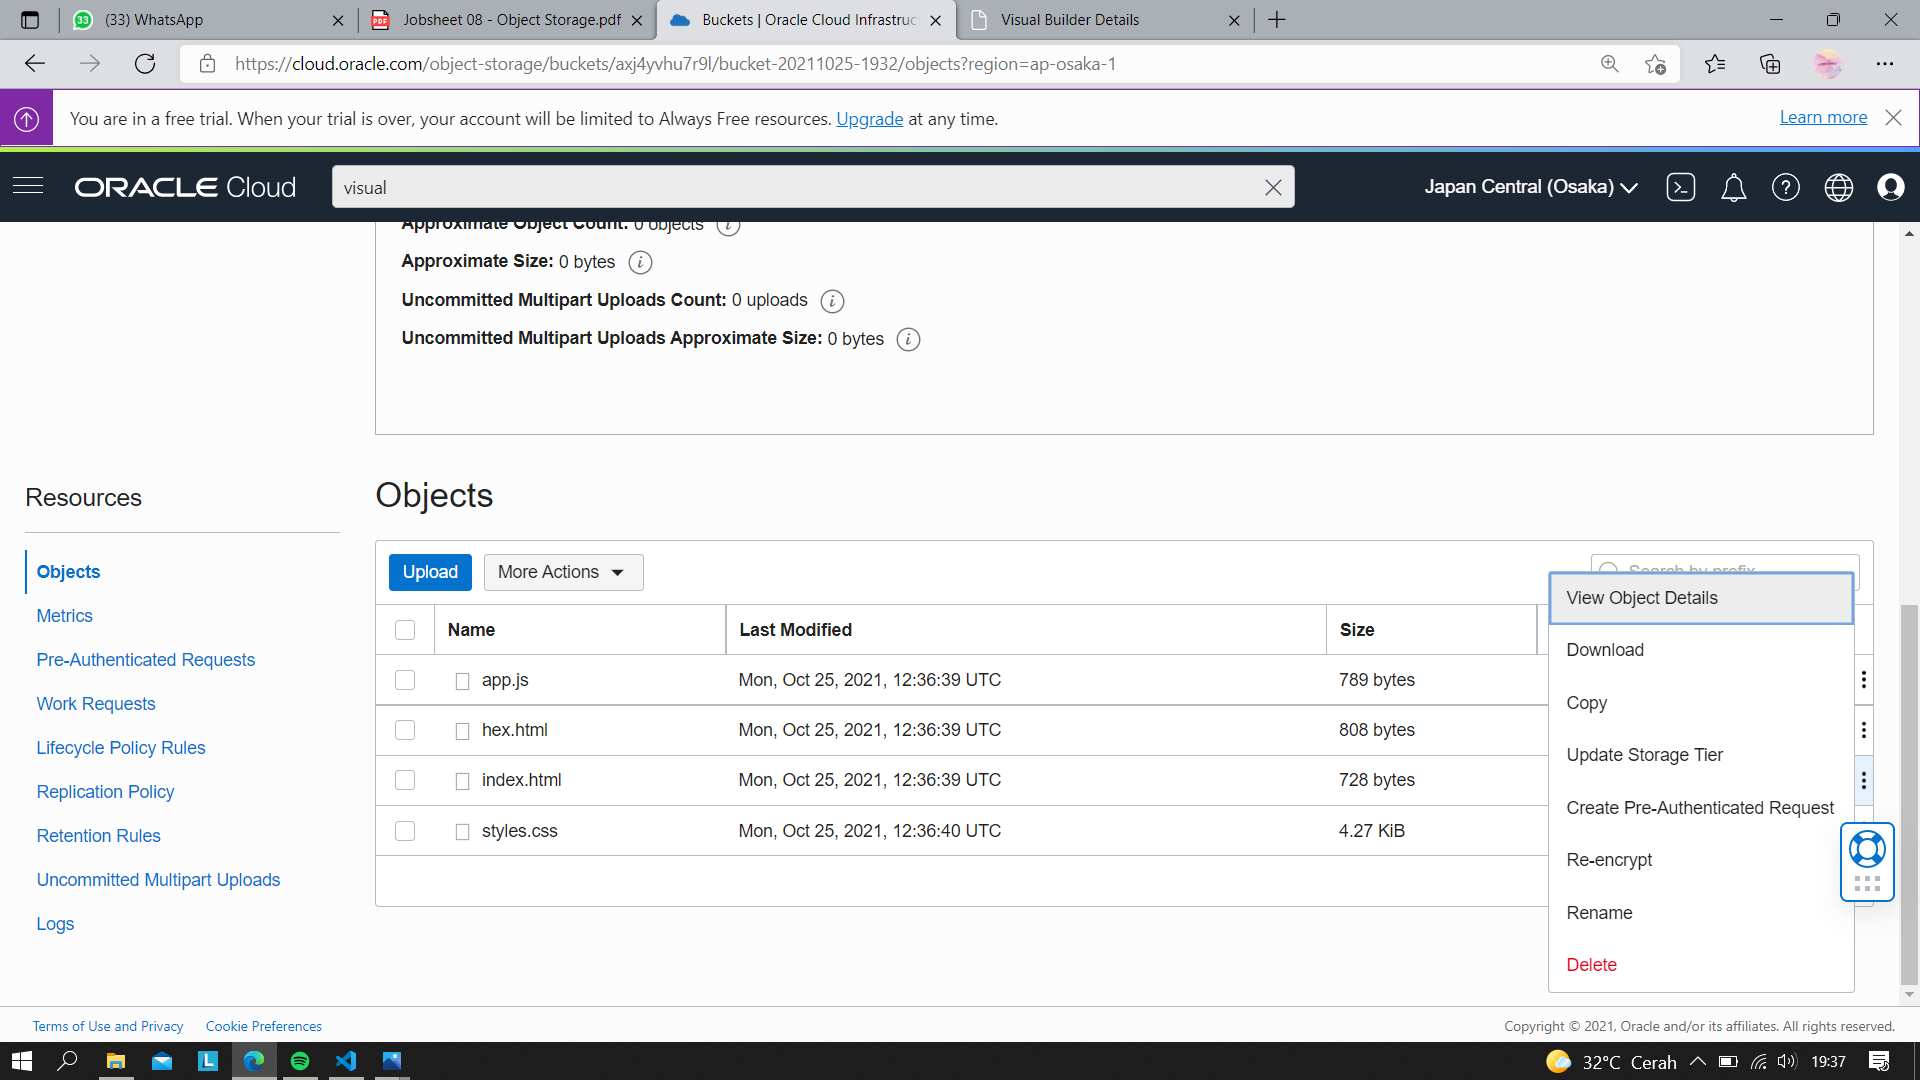 (33) WhatsApp
Jobsheet 08 - Object Storage.pdf
Buckets | Oracle Cloud Infrastruc
Visual Builder Details
https://cloud.oracle.com/object-storage/buckets/axj4yvhu7r9l/bucket-20211025-1932/objects?region=ap-osaka-1
You are in a free trial. When your trial is over, your account will be limited to Always Free resources. Upgrade at any time.
Learn more
ORACLE Cloud
visual
Japan Central (Osaka)
Approximate Object Count: 0 objects
Approximate Size: 0 bytes
Uncommitted Multipart Uploads Count: 0 uploads
Uncommitted Multipart Uploads Approximate Size: 0 bytes
Resources
Objects
Metrics
Pre-Authenticated Requests
Work Requests
Lifecycle Policy Rules
Replication Policy
Retention Rules
Uncommitted Multipart Uploads
Logs
Objects
Upload
More Actions
Search by prefix
Name Last Modified Size
app.js Mon, Oct 25, 2021, 12:36:39 UTC 789 bytes
hex.html Mon, Oct 25, 2021, 12:36:39 UTC 808 bytes
index.html Mon, Oct 25, 2021, 12:36:39 UTC 728 bytes
styles.css Mon, Oct 25, 2021, 12:36:40 UTC 4.27 KiB
View Object Details
Download
Copy
Update Storage Tier
Create Pre-Authenticated Request
Re-encrypt
Rename
Delete
Terms of Use and Privacy
Cookie Preferences
Copyright © 2021, Oracle and/or its affiliates. All rights reserved.
32°C Cerah
19:37